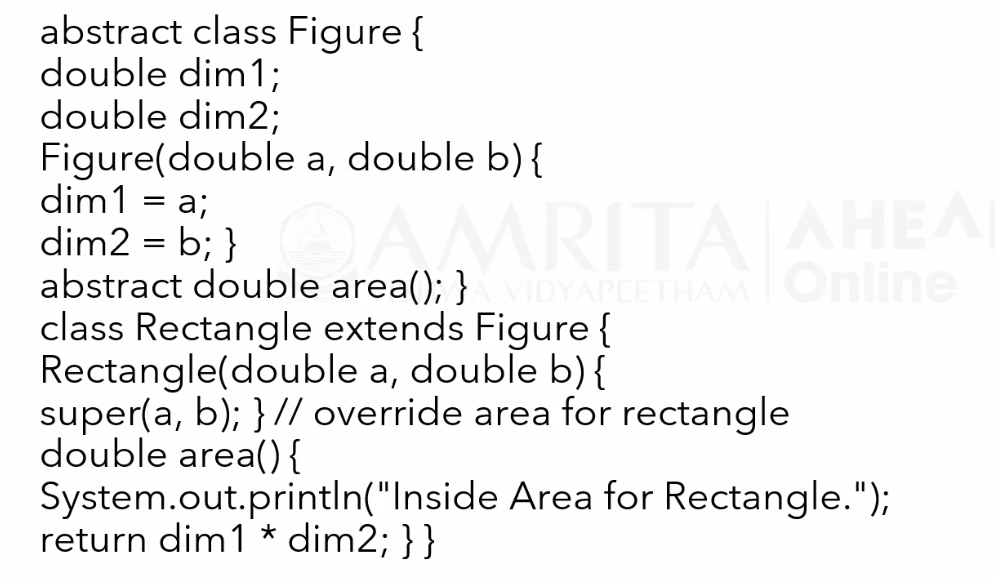 abstract class Figure {
double dim1;
double dim2;
Figure(double a, double b) {
dim1 = a;
dim2 = b; }
abstract double area(); }
class Rectangle extends Figure {
Rectangle(double a, double b) {
super(a, b); } // override area for rectangle
double area() {
System.out.println("Inside Area for Rectangle.");
return dim1 * dim2; } }
AMRITA
VIDYAPEETHAM
AHEAD
Online